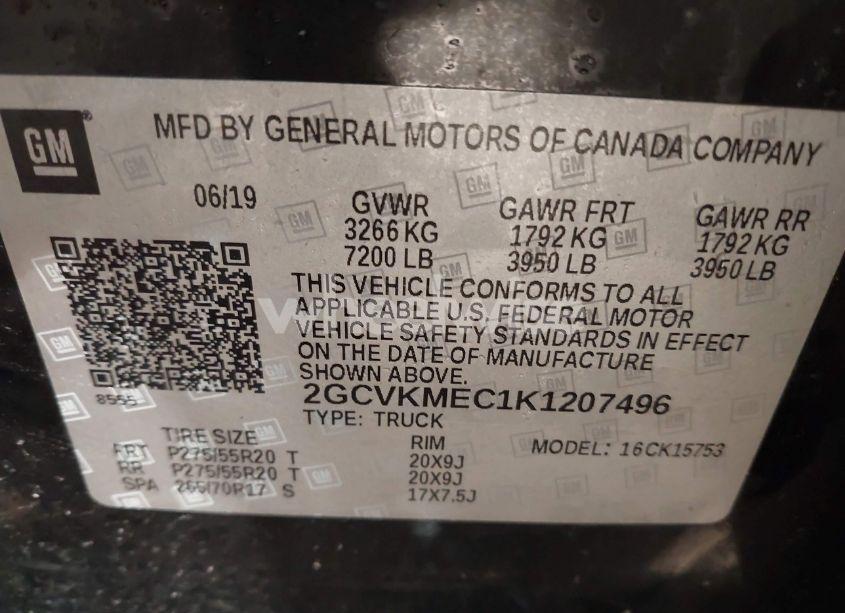 GM
MFD BY GENERAL MOTORS OF CANADA COMPANY
06/19
GVWR GAWR FRT GAWR RR
3266 KG 1792 KG 1792 KG
7200 LB 3950 LB 3950 LB
THIS VEHICLE CONFORMS TO ALL
APPLICABLE U.S. FEDERAL MOTOR
VEHICLE SAFETY STANDARDS IN EFFECT
ON THE DATE OF MANUFACTURE
SHOWN ABOVE.
2GCVKMEC1K1207496
8555
TYPE: TRUCK
TIRE SIZE RIM MODEL: 16CK15753
FRT P275/55R20 T 20X9J
RR P275/55R20 T 20X9J
SPA 265/70R17 S 17X7.5J